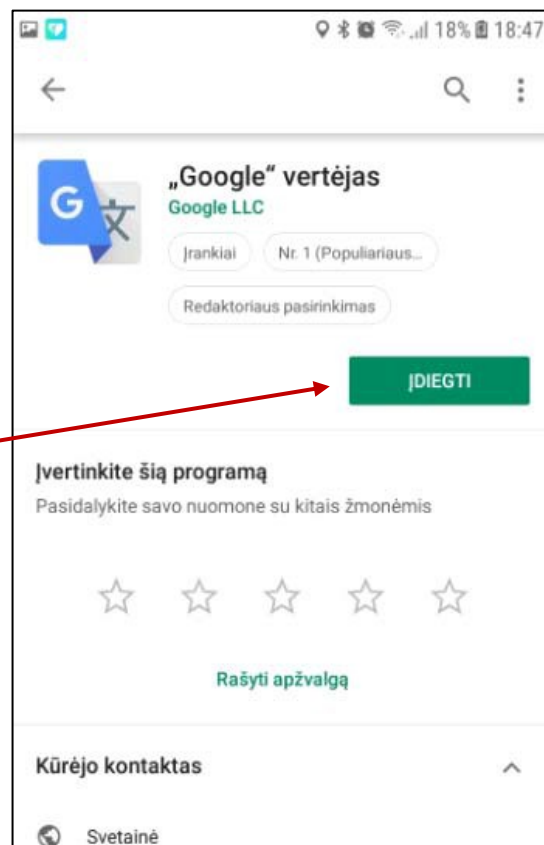 18% 18:47
„Google“ vertėjas
Google LLC
Įrankiai
Nr. 1 (Populiariaus...
Redaktoriaus pasirinkimas
ĮDIEGTI
Įvertinkite šią programą
Pasidalykite savo nuomone su kitais žmonėmis
Rašyti apžvalgą
Kūrėjo kontaktas
Svetainė